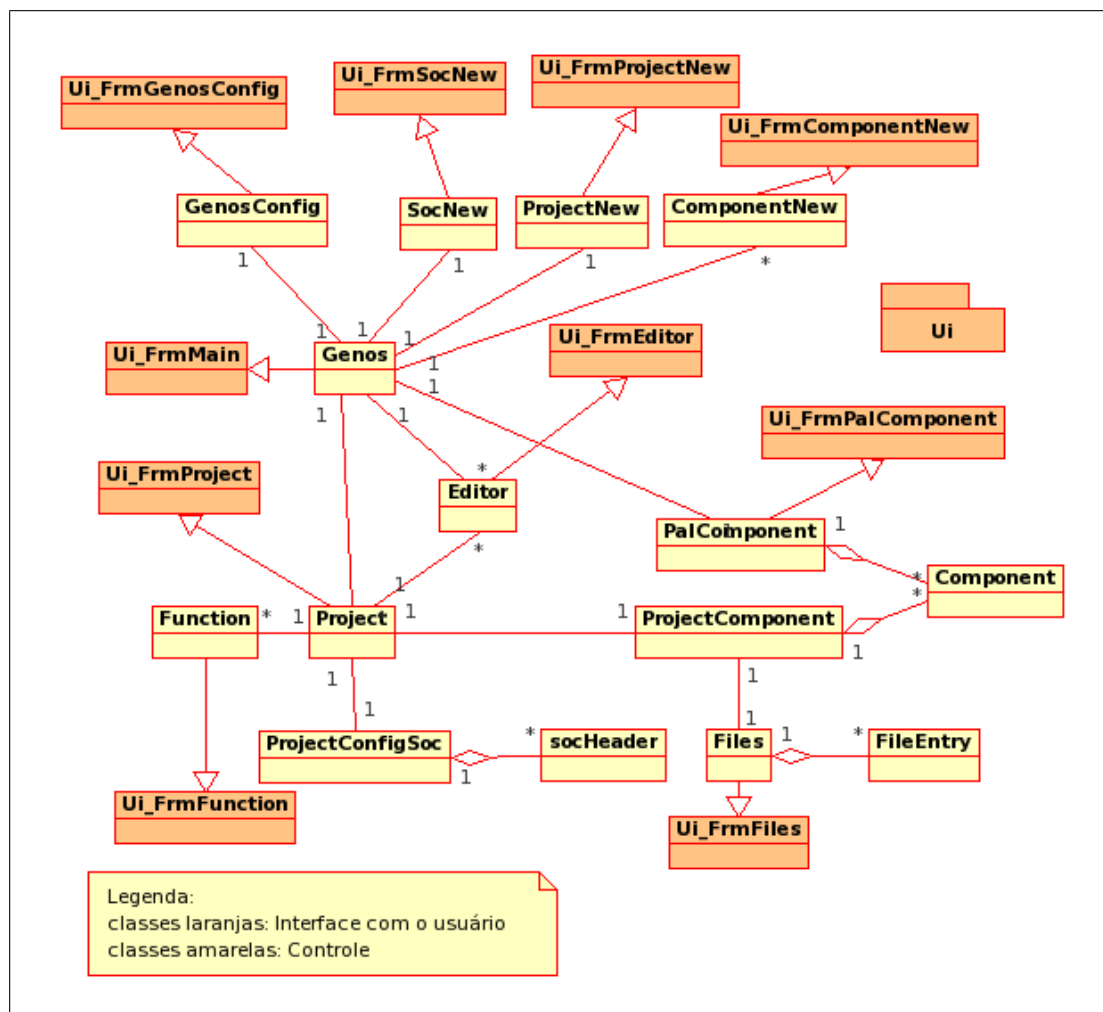 Ui_FrmProjectNew
Ui_FrmSocNew
Ui_FrmGenosConfig
Ui_FrmComponentNew
GenosConfig
SocNew
ProjectNew
ComponentNew
1
1
1
*
Ui
1
1
1
Ui_FrmMain
Genos
Ui_FrmEditor
1
1
1
1
Ui_FrmPalComponent
Ui_FrmProject
*
Editor
*
PalComponent
1
1
Component
*
*
1
Function
*
1
Project
1
1
ProjectComponent
1
1
1
1
1
ProjectConfigSoc
1
*
socHeader
Files
1
*
FileEntry
Ui_FrmFunction
Ui_FrmFiles
Legenda:
classes laranjas: Interface com o usuário
classes amarelas: Controle